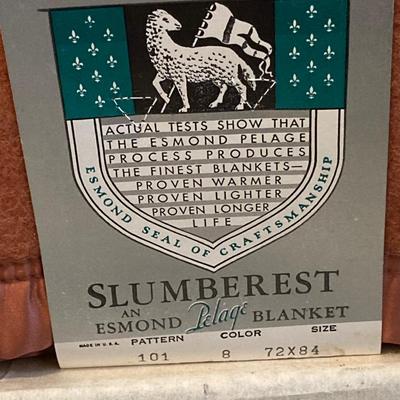 ACTUAL TESTS SHOW THAT
THE ESMOND PELAGE
PROCESS PRODUCES
THE FINEST BLANKETS—
PROVEN WARMER
PROVEN LIGHTER
PROVEN LONGER
LIFE
ESMOND SEAL OF CRAFTSMANSHIP
SLUMBEREST
AN
ESMOND Pelage BLANKET
MADE IN U.S.A. PATTERN COLOR SIZE
101 8 72X84